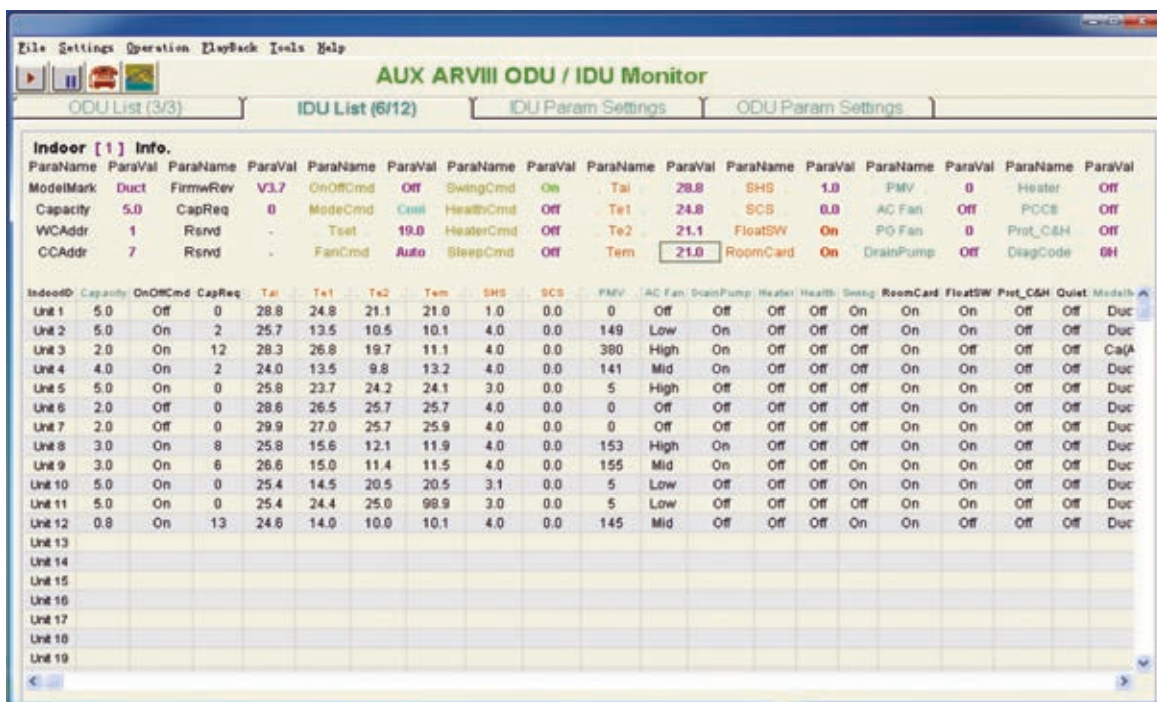 File Settings Operation PlayBack Tools Help
AUX ARVIII ODU / IDU Monitor
ODU List (3/3) IDU List (6/12) IDU Param Settings ODU Param Settings
Indoor [ 1 ] Info.
ParaName ParaVal ParaName ParaVal ParaName ParaVal ParaName ParaVal ParaName ParaVal ParaName ParaVal ParaName ParaVal ParaName ParaVal
ModelMark Duct FirmwRev V3.7 OnOffCmd Off SwingCmd On Tai 28.8 SHS 1.0 PMV 0 Heater Off
Capacity 5.0 CapReq 0 ModeCmd Cool HealthCmd Off Te1 24.8 SCS 0.0 AC Fan Off PCC8 Off
WCAddr 1 Rsrvd - Tset 19.0 HeaterCmd Off Te2 21.1 FloatSW On PG Fan 0 Prot_C&H Off
CCAddr 7 Rsrvd - FanCmd Auto SleepCmd Off Tem 21.0 RoomCard On DrainPump Off DiagCode 0H
IndoorID Capacity OnOffCmd CapReq Tai Te1 Te2 Tem SHS SCS PMV AC Fan DrainPump Heater Health Swing RoomCard FloatSW Prot_C&H Quiet
Unit 1 5.0 Off 0 28.8 24.8 21.1 21.0 1.0 0.0 0 Off Off Off Off On On On Off Off Duc
Unit 2 5.0 On 2 25.7 13.5 10.5 10.1 4.0 0.0 149 Low On Off Off Off On On Off Off Duc
Unit 3 2.0 On 12 28.3 26.8 19.7 11.1 4.0 0.0 380 High On Off Off Off On On Off Off Ca(A
Unit 4 4.0 On 2 24.0 13.5 9.8 13.2 4.0 0.0 141 Mid On Off Off Off On On Off Off Duc
Unit 5 5.0 On 0 25.8 23.7 24.2 24.1 3.0 0.0 5 High Off Off Off Off On On Off Off Duc
Unit 6 2.0 Off 0 28.6 26.5 25.7 25.7 4.0 0.0 0 Off Off Off Off Off On On Off Off Duc
Unit 7 2.0 Off 0 29.9 27.0 25.7 25.9 4.0 0.0 0 Off Off Off Off Off On On Off Off Duc
Unit 8 3.0 On 8 25.8 15.6 12.1 11.9 4.0 0.0 153 High On Off Off Off On On Off Off Duc
Unit 9 3.0 On 6 26.6 15.0 11.4 11.5 4.0 0.0 155 Mid On Off Off On On On Off Off Duc
Unit 10 5.0 On 0 25.4 14.5 20.5 20.5 3.1 0.0 5 Low Off Off Off On On On Off Off Duc
Unit 11 5.0 On 0 25.4 24.4 25.0 98.9 3.0 0.0 5 Low Off Off Off On On On Off Off Duc
Unit 12 0.8 On 13 24.6 14.0 10.0 10.1 4.0 0.0 145 Mid Off Off Off On On Off Off Off Duc
Unit 13
Unit 14
Unit 15
Unit 16
Unit 17
Unit 18
Unit 19